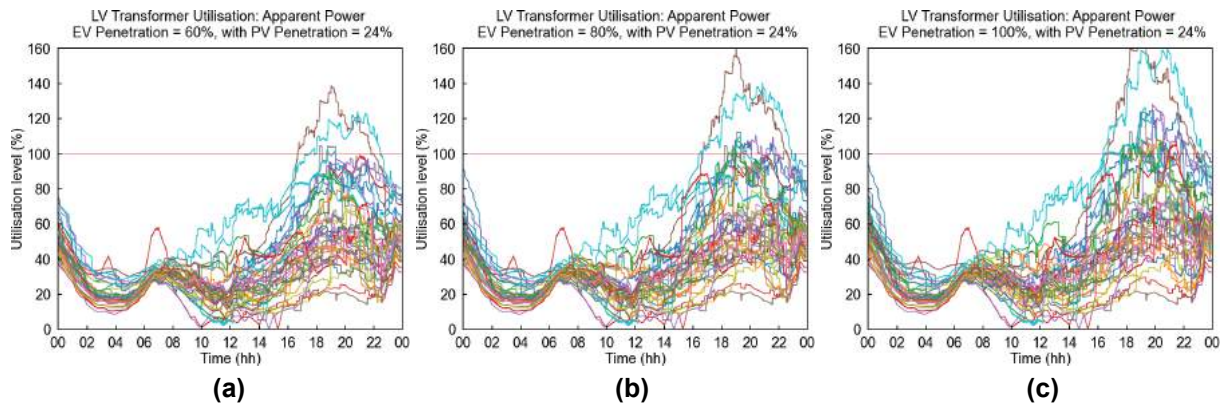 LV Transformer Utilisation: Apparent Power
EV Penetration = 60%, with PV Penetration = 24%
160
140
120
100
80
60
40
20
0
Utilisation level (%)
00 02 04 06 08 10 12 14 16 18 20 22 00
Time (hh)
(a)
LV Transformer Utilisation: Apparent Power
EV Penetration = 80%, with PV Penetration = 24%
160
140
120
100
80
60
40
20
0
Utilisation level (%)
00 02 04 06 08 10 12 14 16 18 20 22 00
Time (hh)
(b)
LV Transformer Utilisation: Apparent Power
EV Penetration = 100%, with PV Penetration = 24%
160
140
120
100
80
60
40
20
0
Utilisation level (%)
00 02 04 06 08 10 12 14 16 18 20 22 00
Time (hh)
(c)